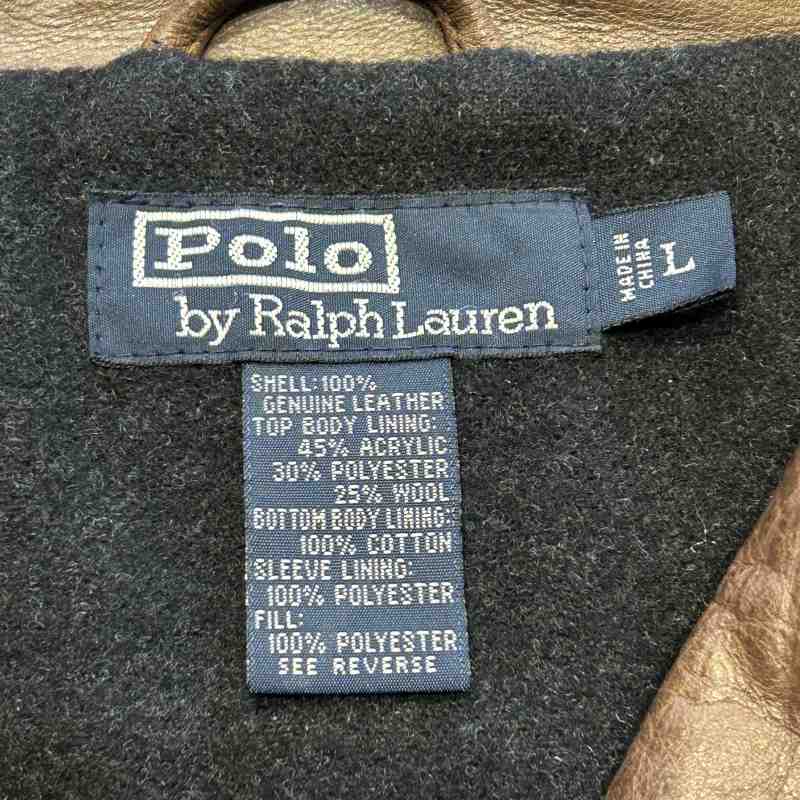 Polo
by Ralph Lauren
MADE IN
CHINA
L
SHELL: 100%
GENUINE LEATHER
TOP BODY LINING:
45% ACRYLIC
30% POLYESTER
25% WOOL
BOTTOM BODY LINING:
100% COTTON
SLEEVE LINING:
100% POLYESTER
FILL:
100% POLYESTER
SEE REVERSE